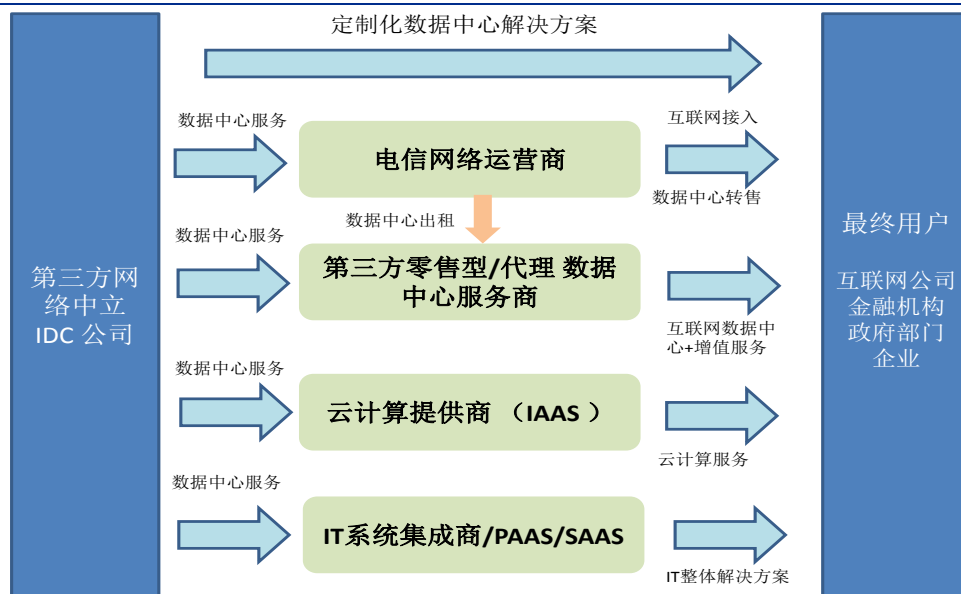 定制化数据中心解决方案
第三方网
络中立
IDC 公司
数据中心服务
电信网络运营商
互联网接入
数据中心转售
数据中心出租
数据中心服务
第三方零售型/代理 数据
中心服务商
互联网数据中
心+增值服务
数据中心服务
云计算提供商 （IAAS ）
云计算服务
数据中心服务
IT系统集成商/PAAS/SAAS
IT整体解决方案
最终用户
互联网公司
金融机构
政府部门
企业